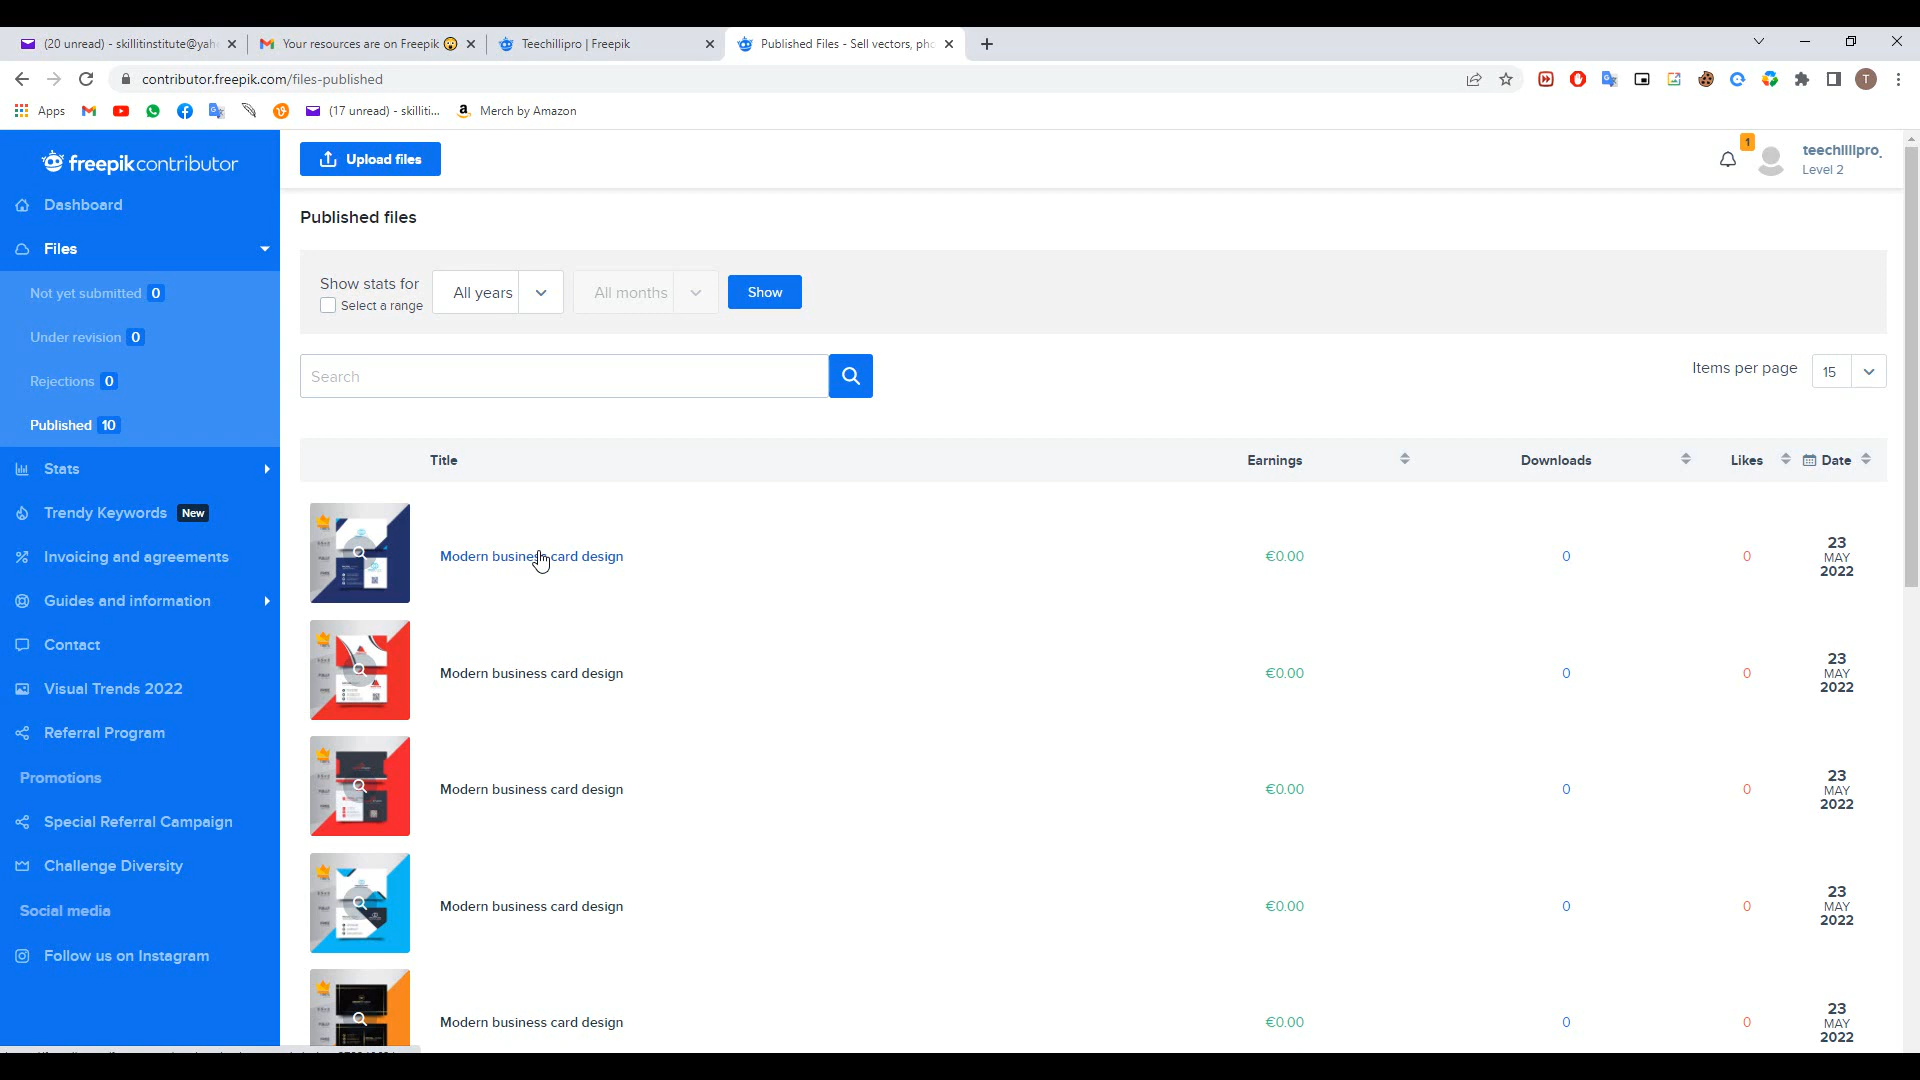 (20 unread) - skillitinstitute@yah
Your resources are on Freepik 😮
Teechillipro | Freepik
Published Files - Sell vectors, pho
contributor.freepik.com/files-published
T
Apps
(17 unread) - skilliti...
Merch by Amazon
freepikcontributor
Upload files
1
teechillipro_
Level 2
Dashboard
Files
Not yet submitted 0
Under revision 0
Rejections 0
Published 10
Stats
Trendy Keywords New
Invoicing and agreements
Guides and information
Contact
Visual Trends 2022
Referral Program
Promotions
Special Referral Campaign
Challenge Diversity
Social media
Follow us on Instagram
Published files
Show stats for
Select a range
All years
All months
Show
Search
Items per page
15
Title Earnings Downloads Likes Date
Modern business card design €0.00 0 0 23 MAY 2022
Modern business card design €0.00 0 0 23 MAY 2022
Modern business card design €0.00 0 0 23 MAY 2022
Modern business card design €0.00 0 0 23 MAY 2022
Modern business card design €0.00 0 0 23 MAY 2022